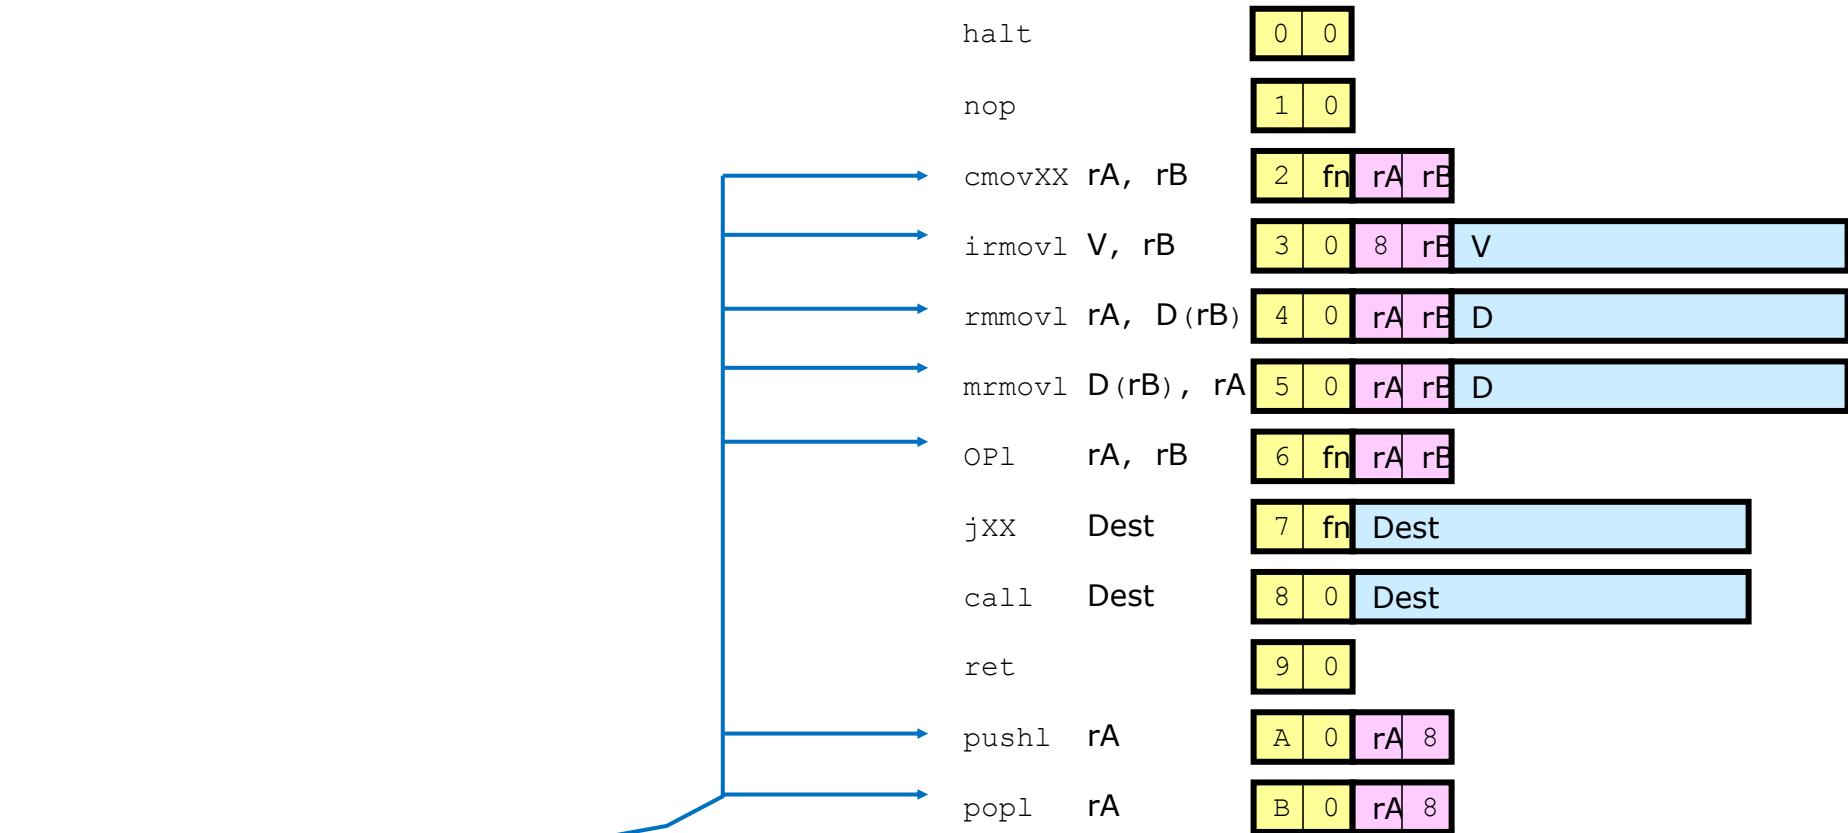 halt 0 0
nop 1 0
cmovXX rA, rB 2 fn rA rB
irmovl V, rB 3 0 8 rB V
rmmovl rA, D(rB) 4 0 rA rB D
mrmovl D(rB), rA 5 0 rA rB D
OPl rA, rB 6 fn rA rB
jXX Dest 7 fn Dest
call Dest 8 0 Dest
ret 9 0
pushl rA A 0 rA 8
popl rA B 0 rA 8